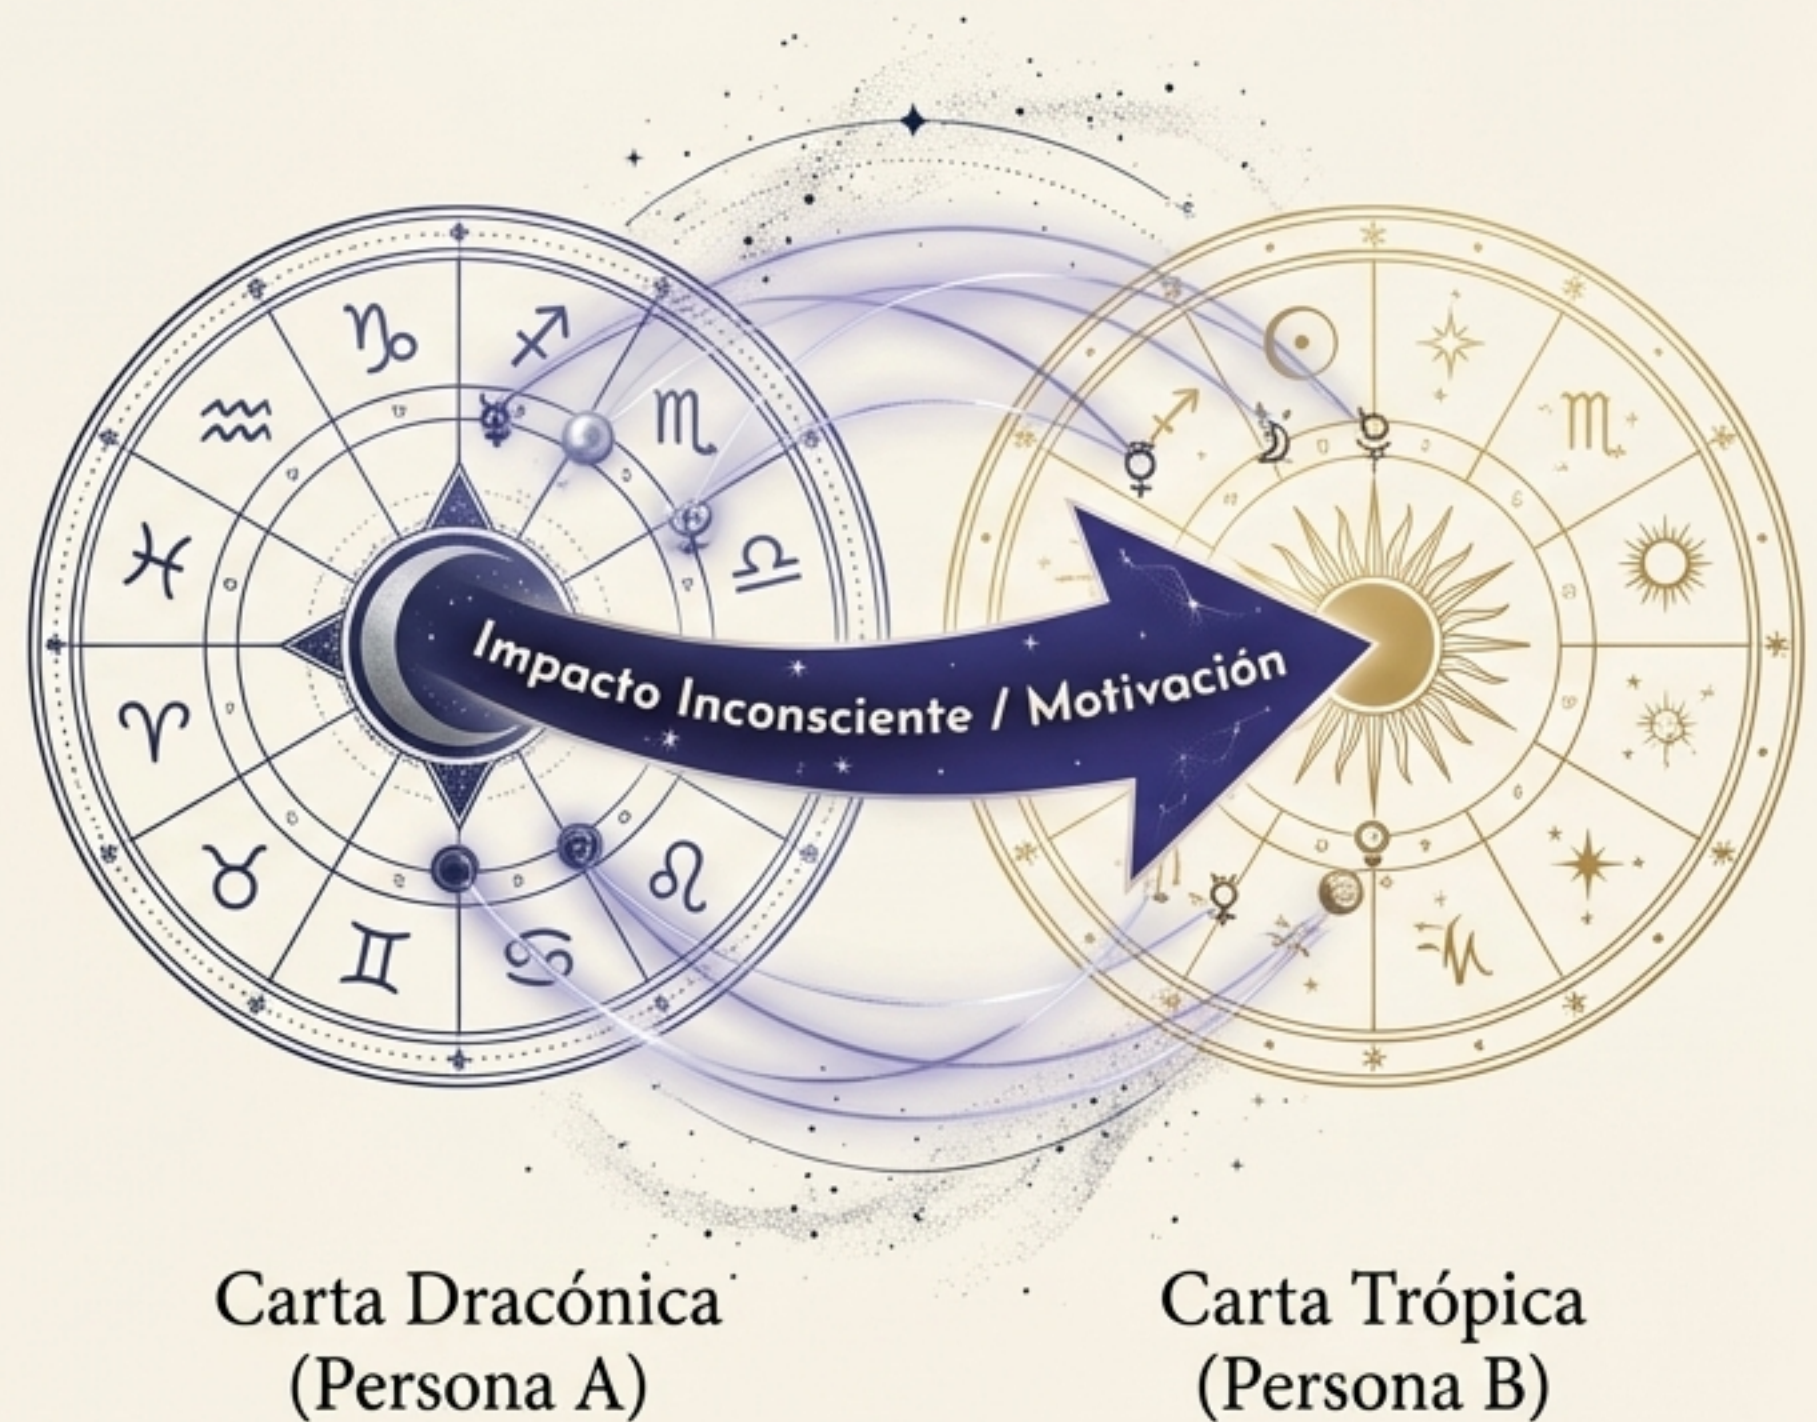 Impacto Inconsciente / Motivación
Carta Dracónica
(Persona A)
Carta Trópica
(Persona B)